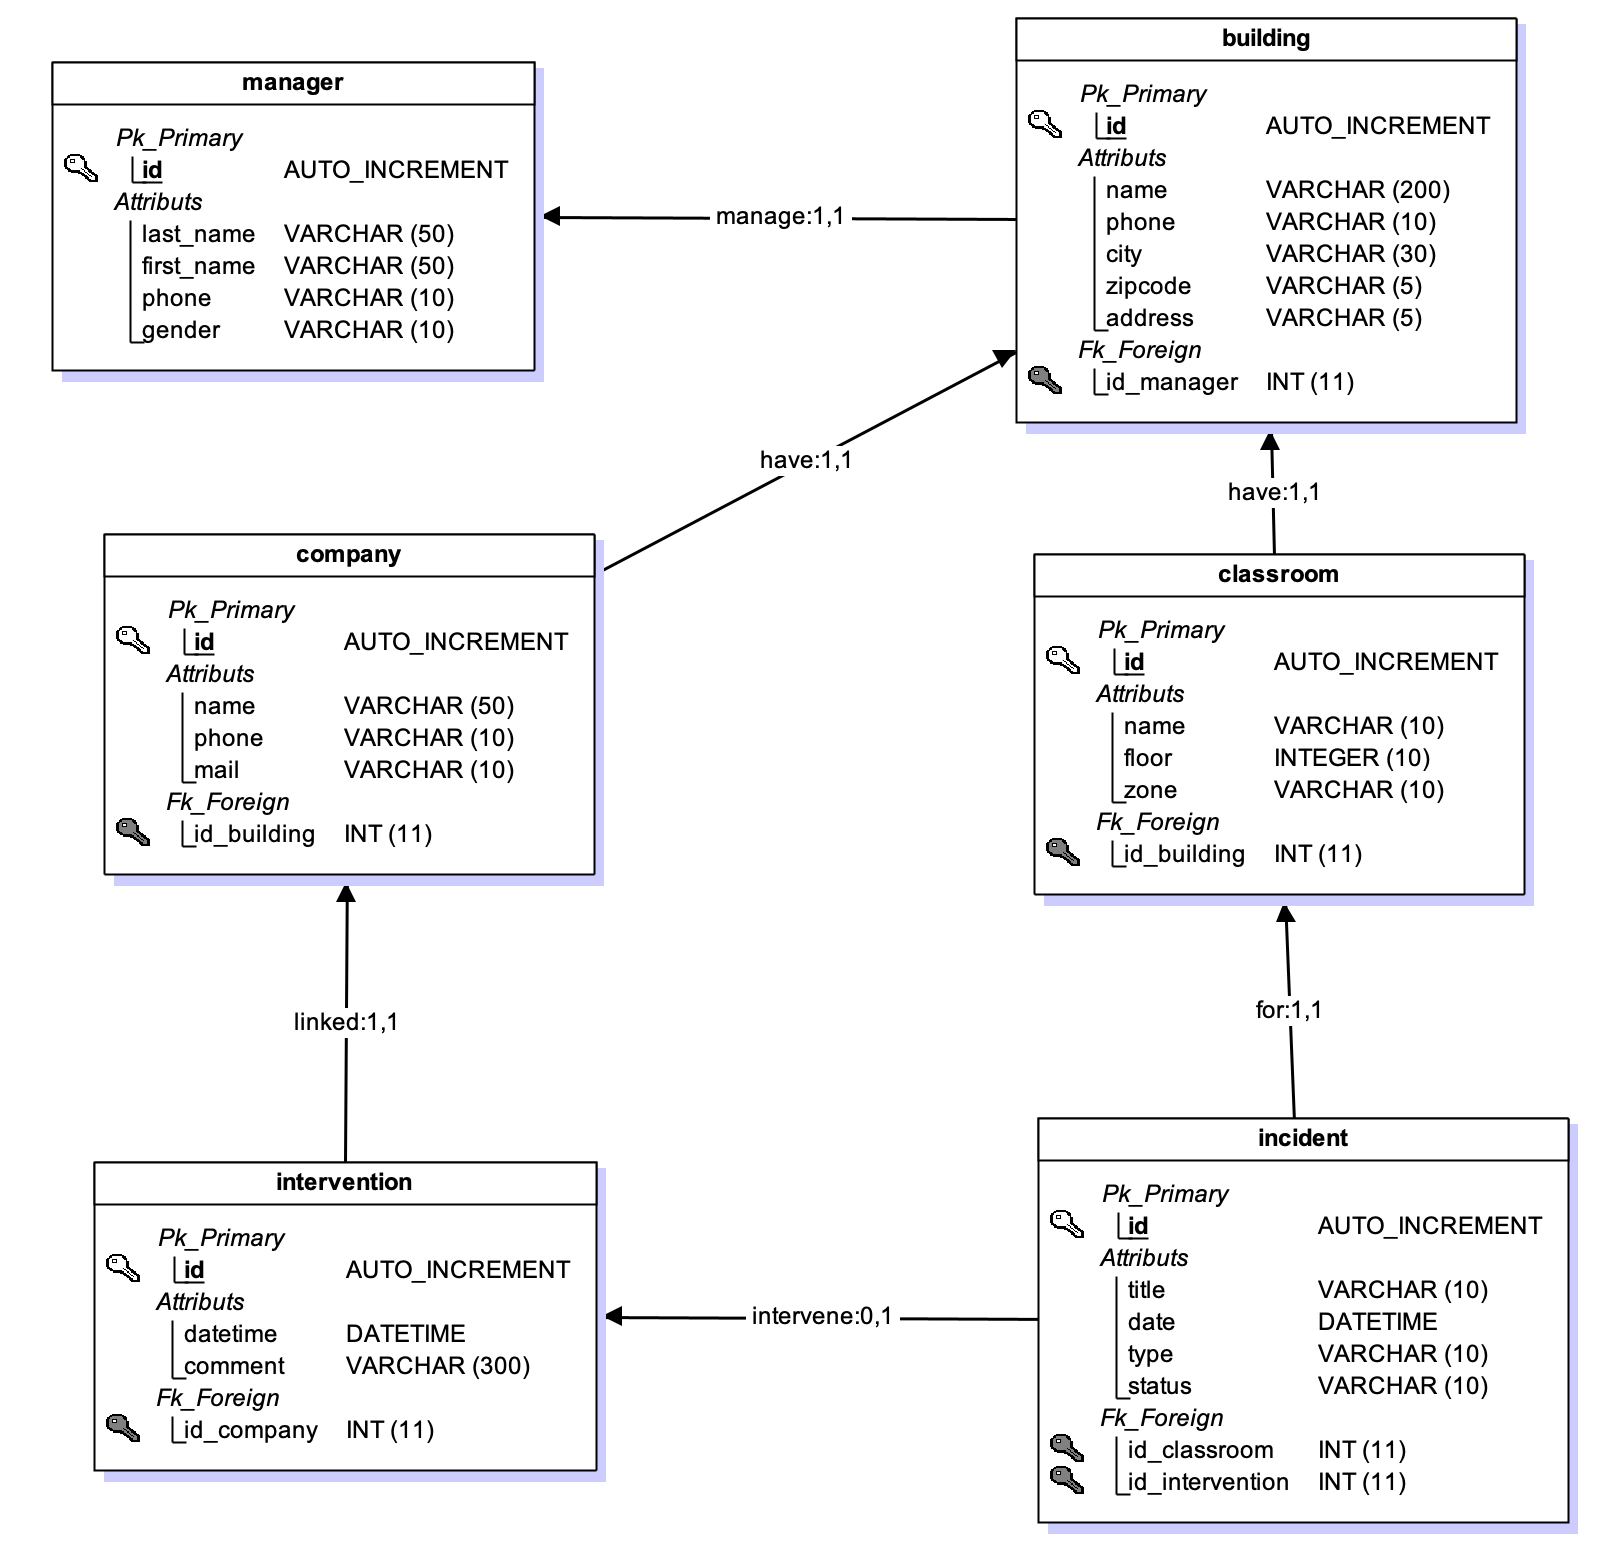 manager
Pk_Primary
id AUTO_INCREMENT
Attributs
last_name VARCHAR (50)
first_name VARCHAR (50)
phone VARCHAR (10)
gender VARCHAR (10)
manage:1,1
building
Pk_Primary
id AUTO_INCREMENT
Attributs
name VARCHAR (200)
phone VARCHAR (10)
city VARCHAR (30)
zipcode VARCHAR (5)
address VARCHAR (5)
Fk_Foreign
id_manager INT (11)
have:1,1
have:1,1
company
Pk_Primary
id AUTO_INCREMENT
Attributs
name VARCHAR (50)
phone VARCHAR (10)
mail VARCHAR (10)
Fk_Foreign
id_building INT (11)
classroom
Pk_Primary
id AUTO_INCREMENT
Attributs
name VARCHAR (10)
floor INTEGER (10)
zone VARCHAR (10)
Fk_Foreign
id_building INT (11)
linked:1,1
for:1,1
intervention
Pk_Primary
id AUTO_INCREMENT
Attributs
datetime DATETIME
comment VARCHAR (300)
Fk_Foreign
id_company INT (11)
intervene:0,1
incident
Pk_Primary
id AUTO_INCREMENT
Attributs
title VARCHAR (10)
date DATETIME
type VARCHAR (10)
status VARCHAR (10)
Fk_Foreign
id_classroom INT (11)
id_intervention INT (11)